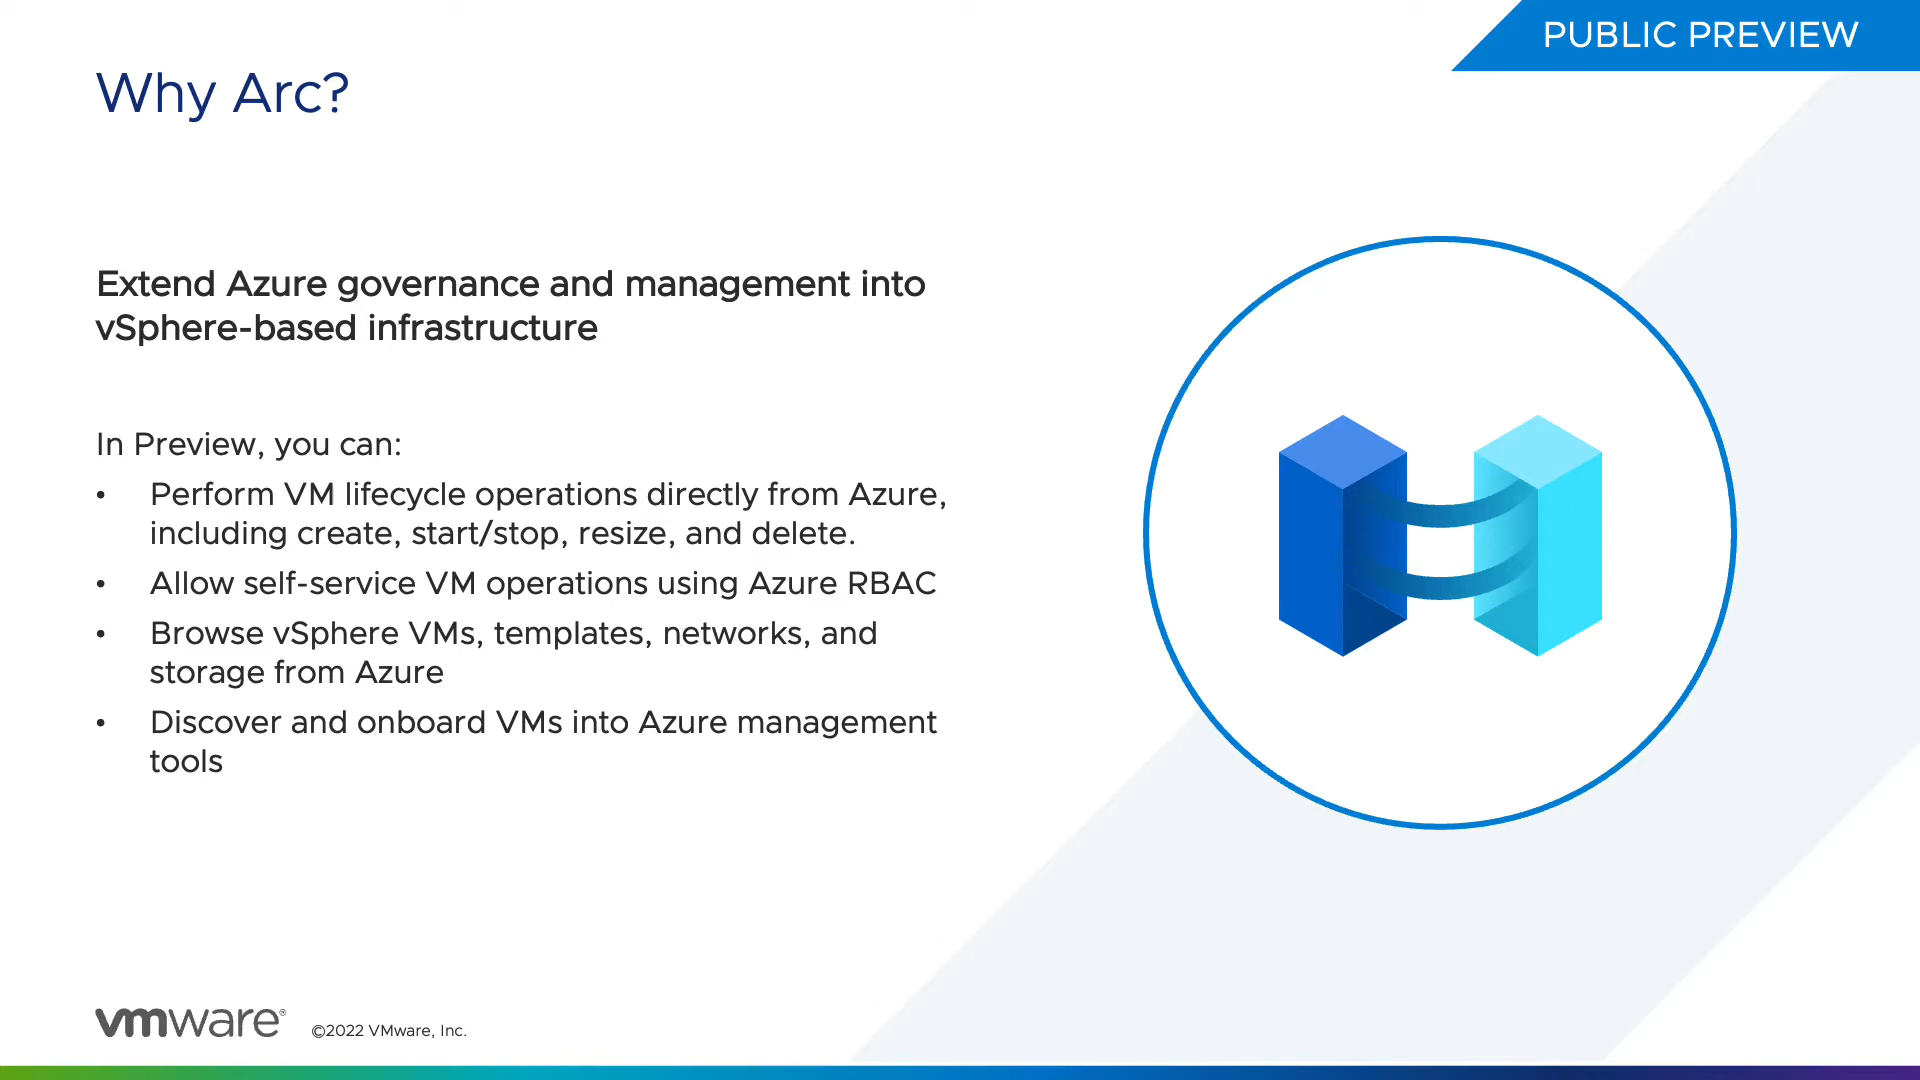 PUBLIC PREVIEW
Why Arc?
Extend Azure governance and management into
vSphere-based infrastructure
In Preview, you can:
• Perform VM lifecycle operations directly from Azure,
including create, start/stop, resize, and delete.
• Allow self-service VM operations using Azure RBAC
• Browse vSphere VMs, templates, networks, and
storage from Azure
• Discover and onboard VMs into Azure management
tools
vmware® ©2022 VMware, Inc.